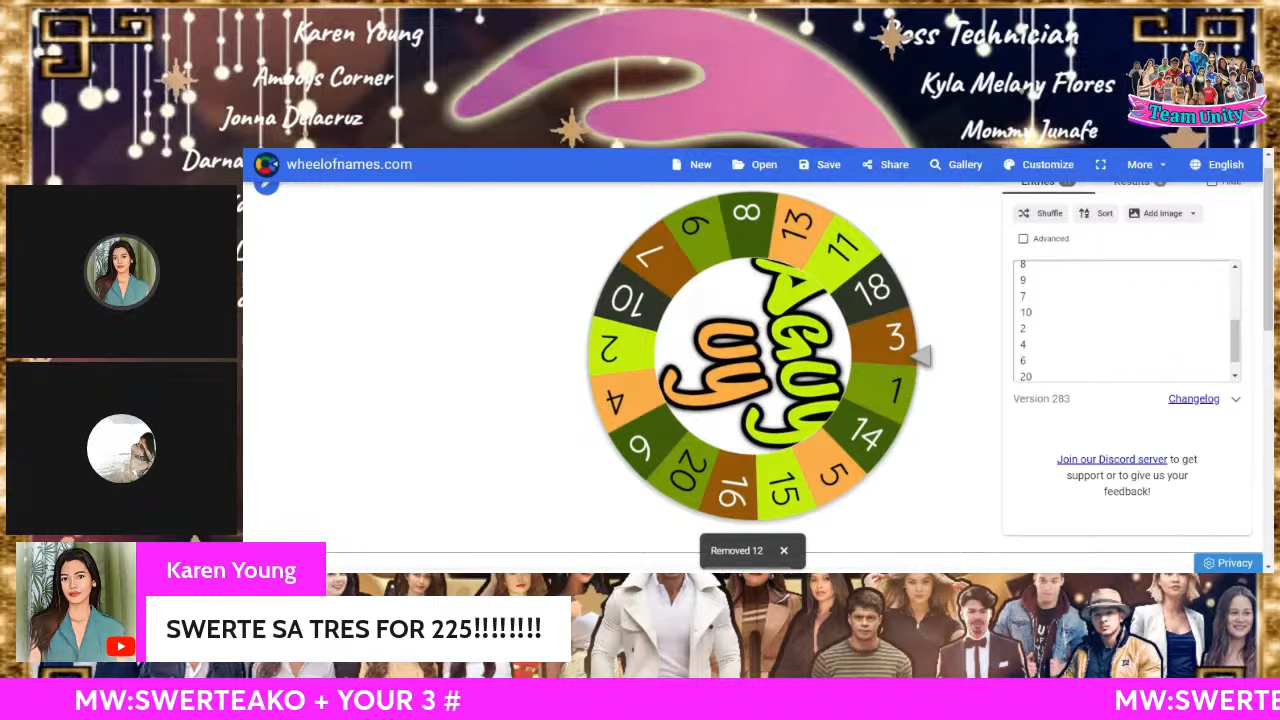 Karen Young
Amboys Corner
Jonna Delacruz
Darna
Boss Technician
Kyla Melany Flores
Mommy Junafe
Team Unity
wheelofnames.com
New
Open
Save
Share
Gallery
Customize
More
English
Entries
Results
Hide
Shuffle
Sort
Add image
Advanced
8
9
7
10
2
4
6
20
Version 283
Changelog
Join our Discord server to get
support or to give us your
feedback!
8
13
11
18
3
1
14
5
15
16
20
6
4
2
10
7
9
Removed 12
Privacy
Karen Young
SWERTE SA TRES FOR 225!!!!!!!!
MW:SWERTEAKO + YOUR 3 #
MW:SWERTE